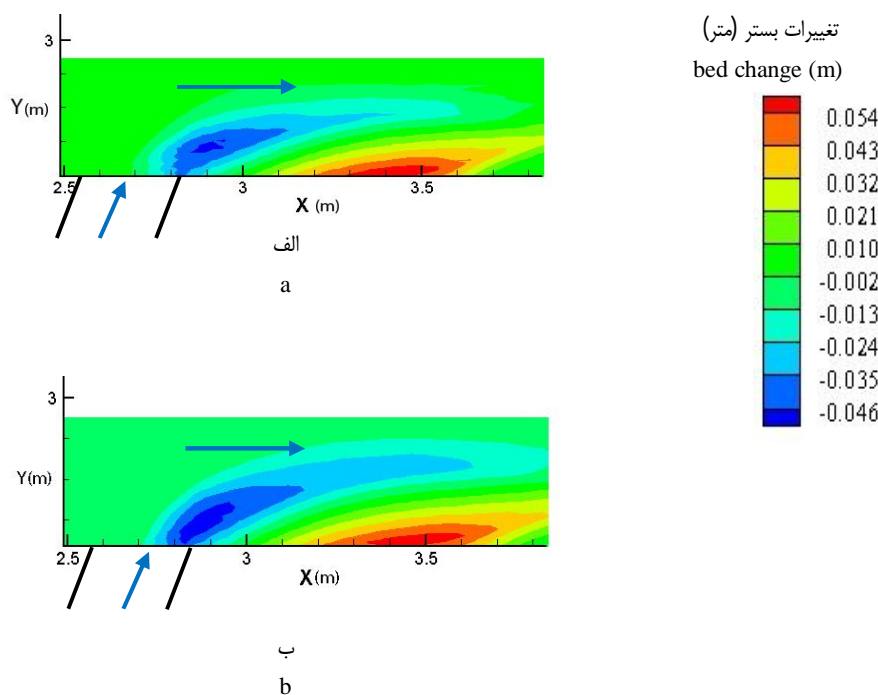 3
Y(m)
2.5 3 3.5
X (m)
الف
a
3
Y(m)
2.5 3 3.5
X(m)
ب
b
تغییرات بستر (متر)
bed change (m)
0.054
0.043
0.032
0.021
0.010
-0.002
-0.013
-0.024
-0.035
-0.046